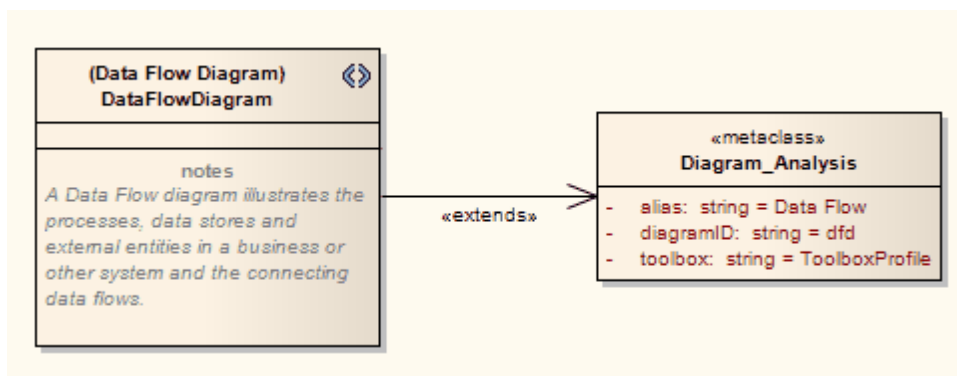 (Data Flow Diagram)
DataFlowDiagram
notes
A Data Flow diagram illustrates the
processes, data stores and
external entities in a business or
other system and the connecting
data flows.
«extends»
«metaclass»
Diagram_Analysis
- alias: string = Data Flow
- diagramID: string = dfd
- toolbox: string = ToolboxProfile